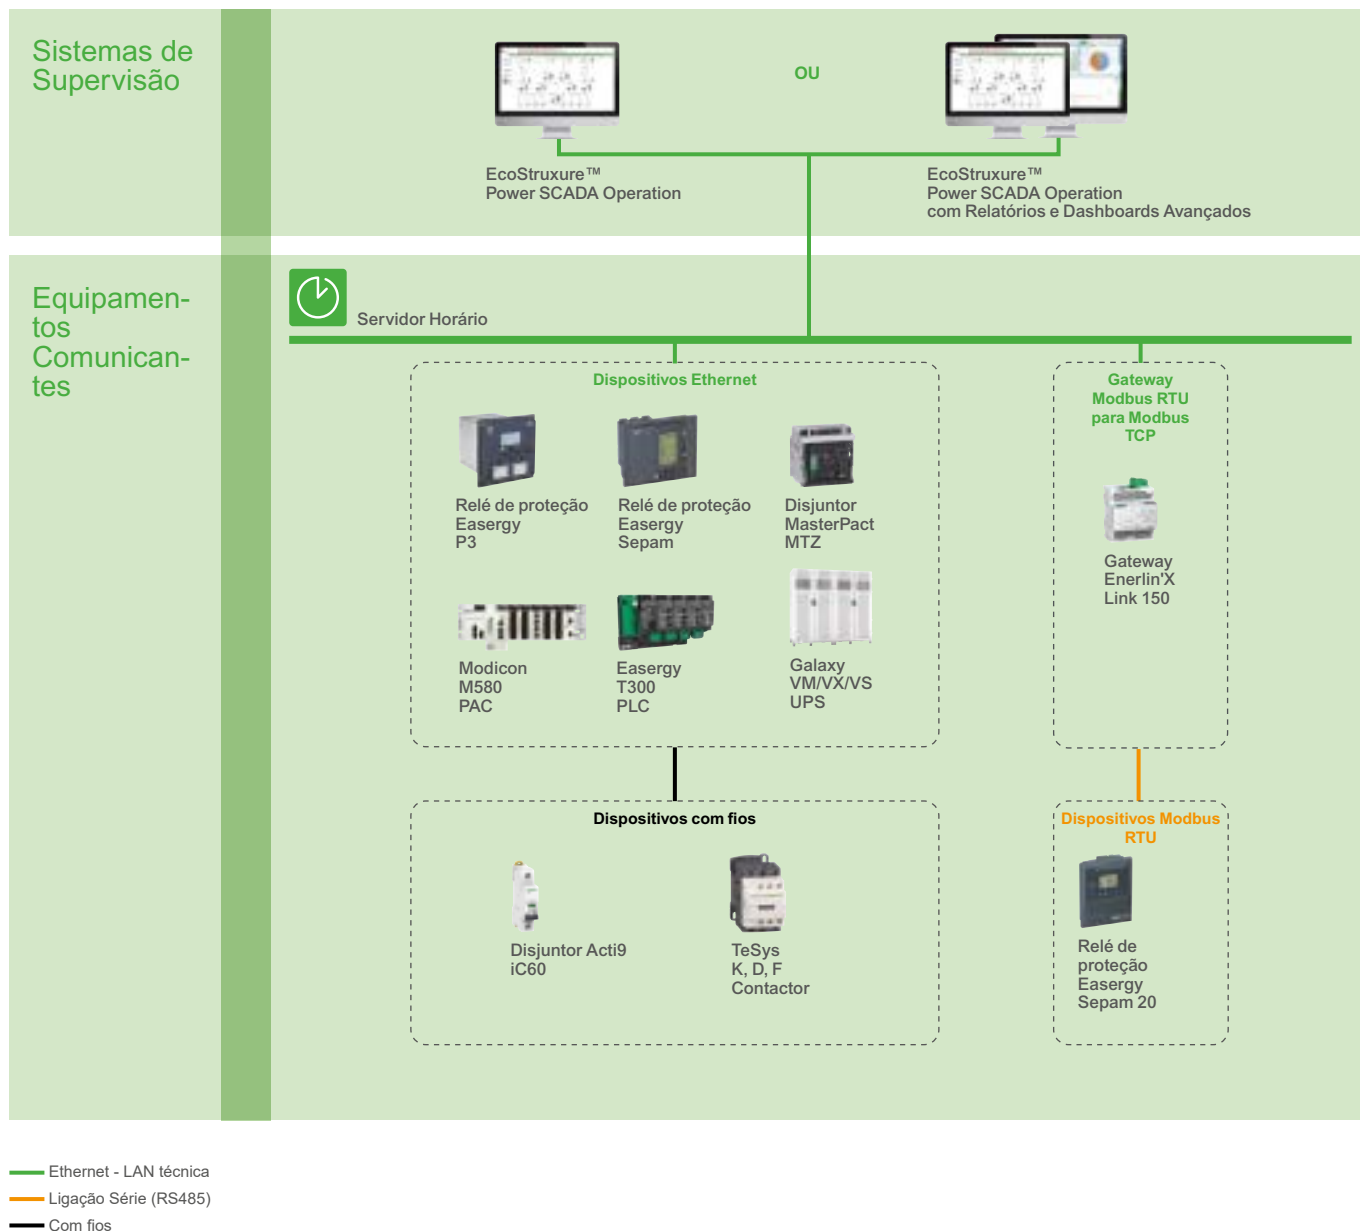 Sistemas de
Supervisão
OU
EcoStruxure™
Power SCADA Operation
EcoStruxure™
Power SCADA Operation
com Relatórios e Dashboards Avançados
Equipamen-
tos
Comunican-
tes
Servidor Horário
Dispositivos Ethernet
Relé de proteção
Easergy
P3
Relé de proteção
Easergy
Sepam
Disjuntor
MasterPact
MTZ
Modicon
M580
PAC
Easergy
T300
PLC
Galaxy
VM/VX/VS
UPS
Gateway
Modbus RTU
para Modbus
TCP
Gateway
Enerlin'X
Link 150
Dispositivos com fios
Disjuntor Acti9
iC60
TeSys
K, D, F
Contactor
Dispositivos Modbus
RTU
Relé de
proteção
Easergy
Sepam 20
Ethernet - LAN técnica
Ligação Série (RS485)
Com fios